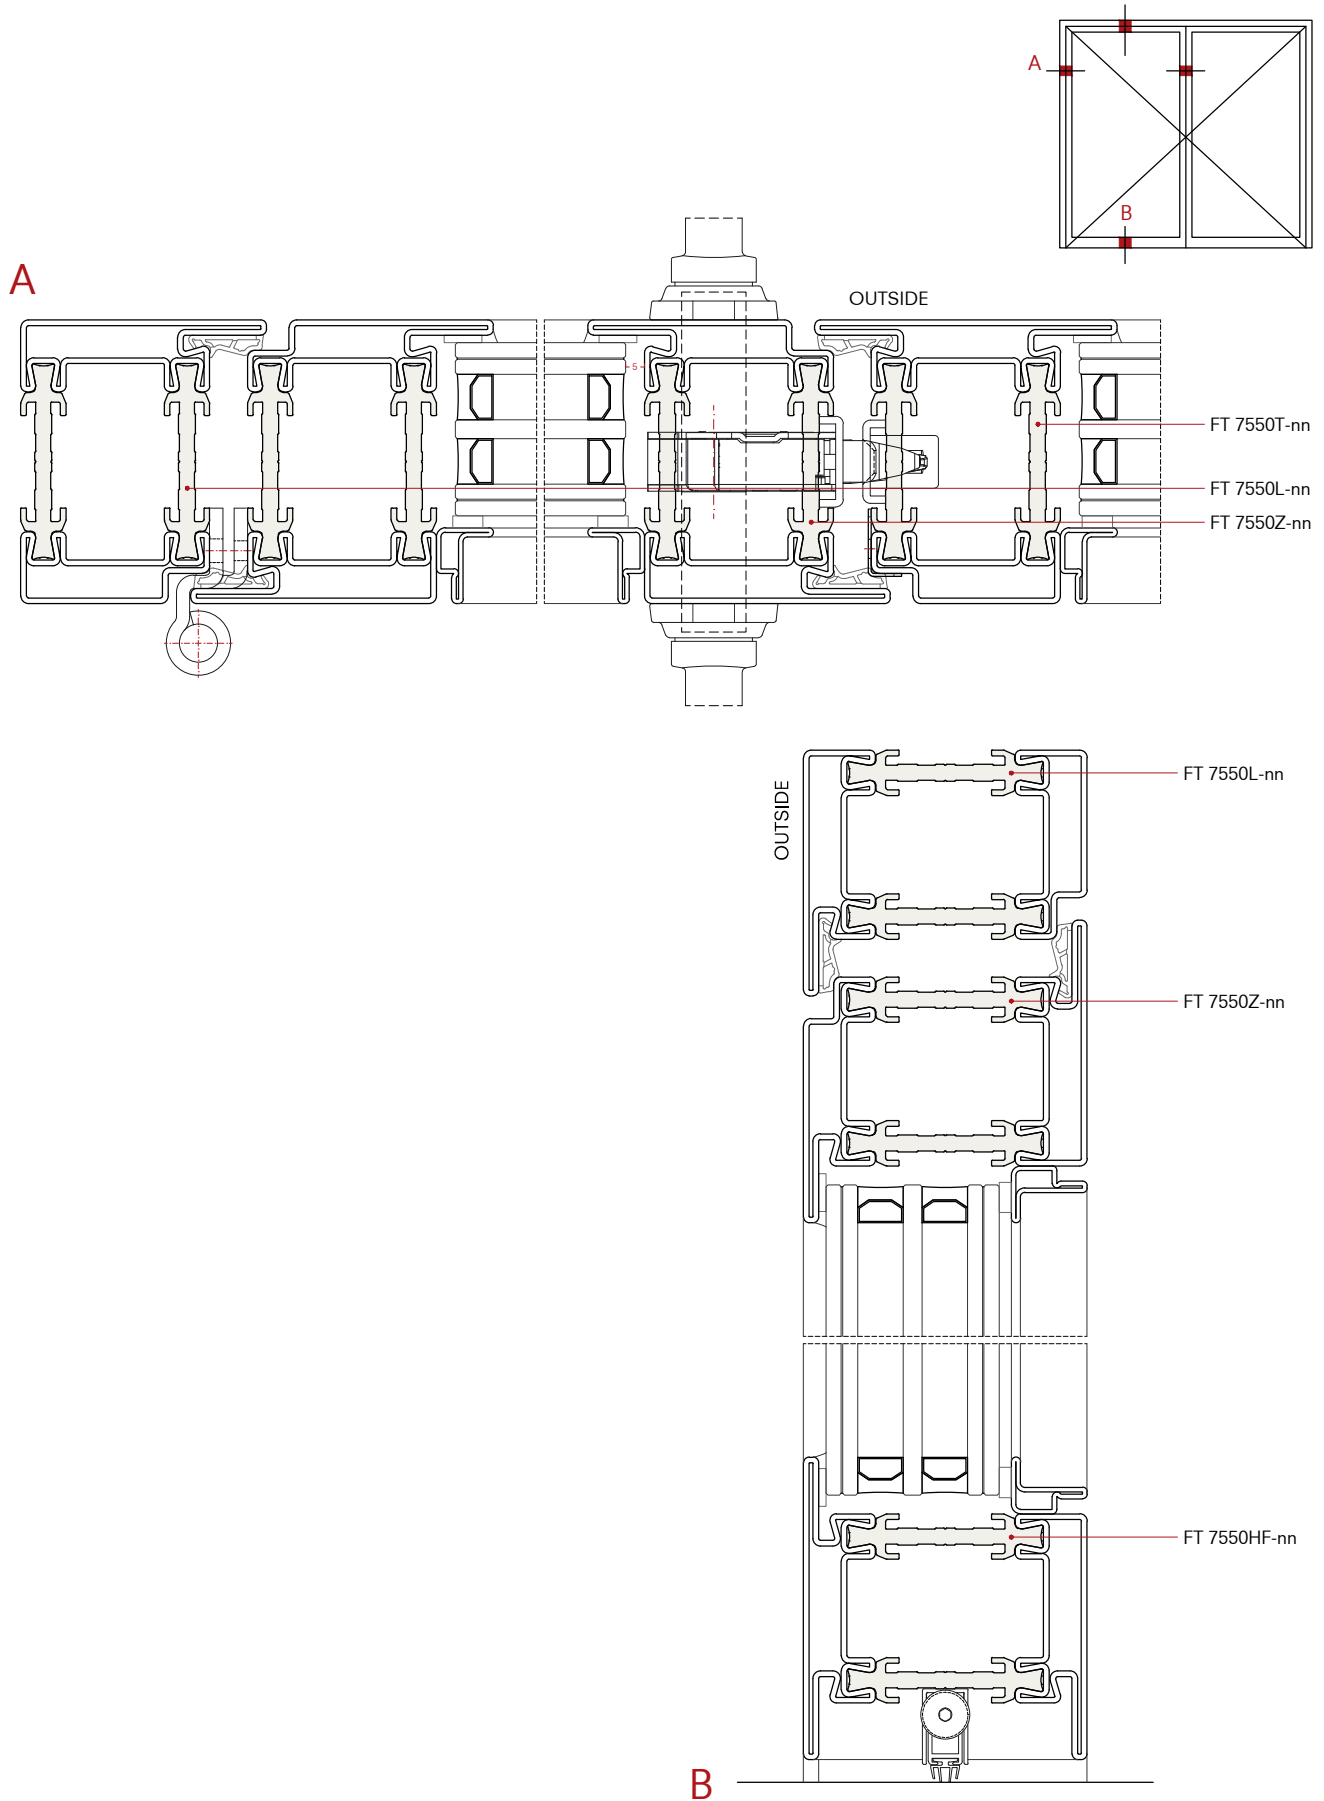 A
B
A
OUTSIDE
5
FT 7550T-nn
FT 7550L-nn
FT 7550Z-nn
OUTSIDE
FT 7550L-nn
FT 7550Z-nn
FT 7550HF-nn
B